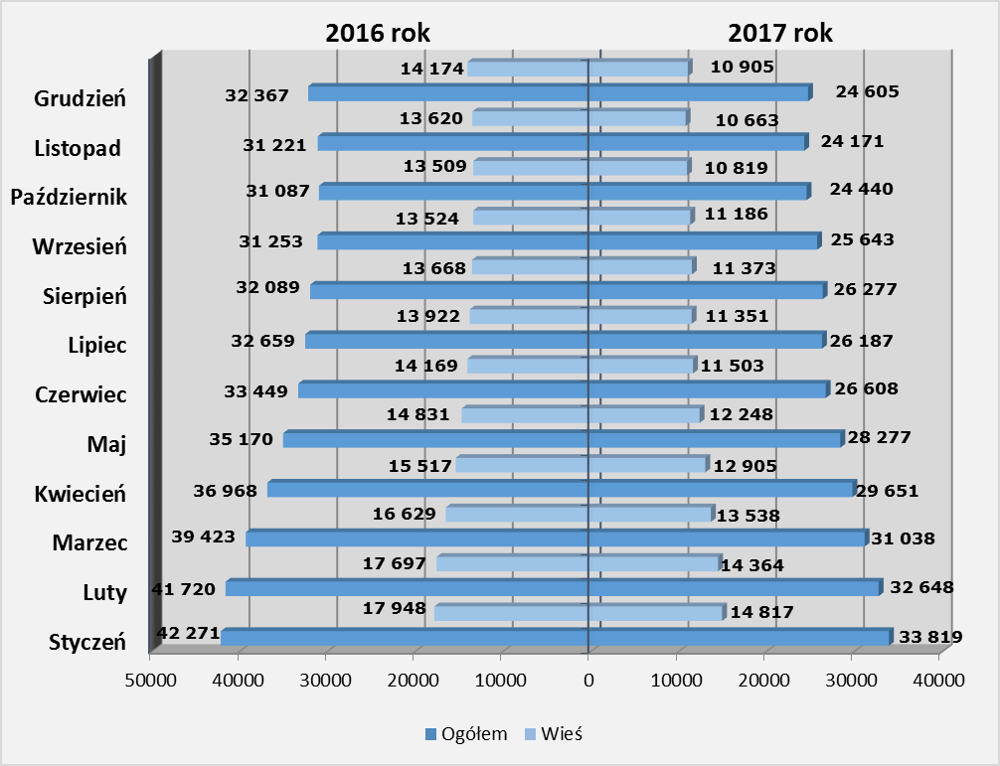 2016 rok 2017 rok
14 174 10 905
Grudzień 32 367 24 605
13 620 10 663
Listopad 31 221 24 171
13 509 10 819
Październik 31 087 24 440
13 524 11 186
Wrzesień 31 253 25 643
13 668 11 373
Sierpień 32 089 26 277
13 922 11 351
Lipiec 32 659 26 187
14 169 11 503
Czerwiec 33 449 26 608
14 831 12 248
Maj 35 170 28 277
15 517 12 905
Kwiecień 36 968 29 651
16 629 13 538
Marzec 39 423 31 038
17 697 14 364
Luty 41 720 32 648
17 948 14 817
Styczeń 42 271 33 819
50000 40000 30000 20000 10000 0 10000 20000 30000 40000
Ogółem Wieś